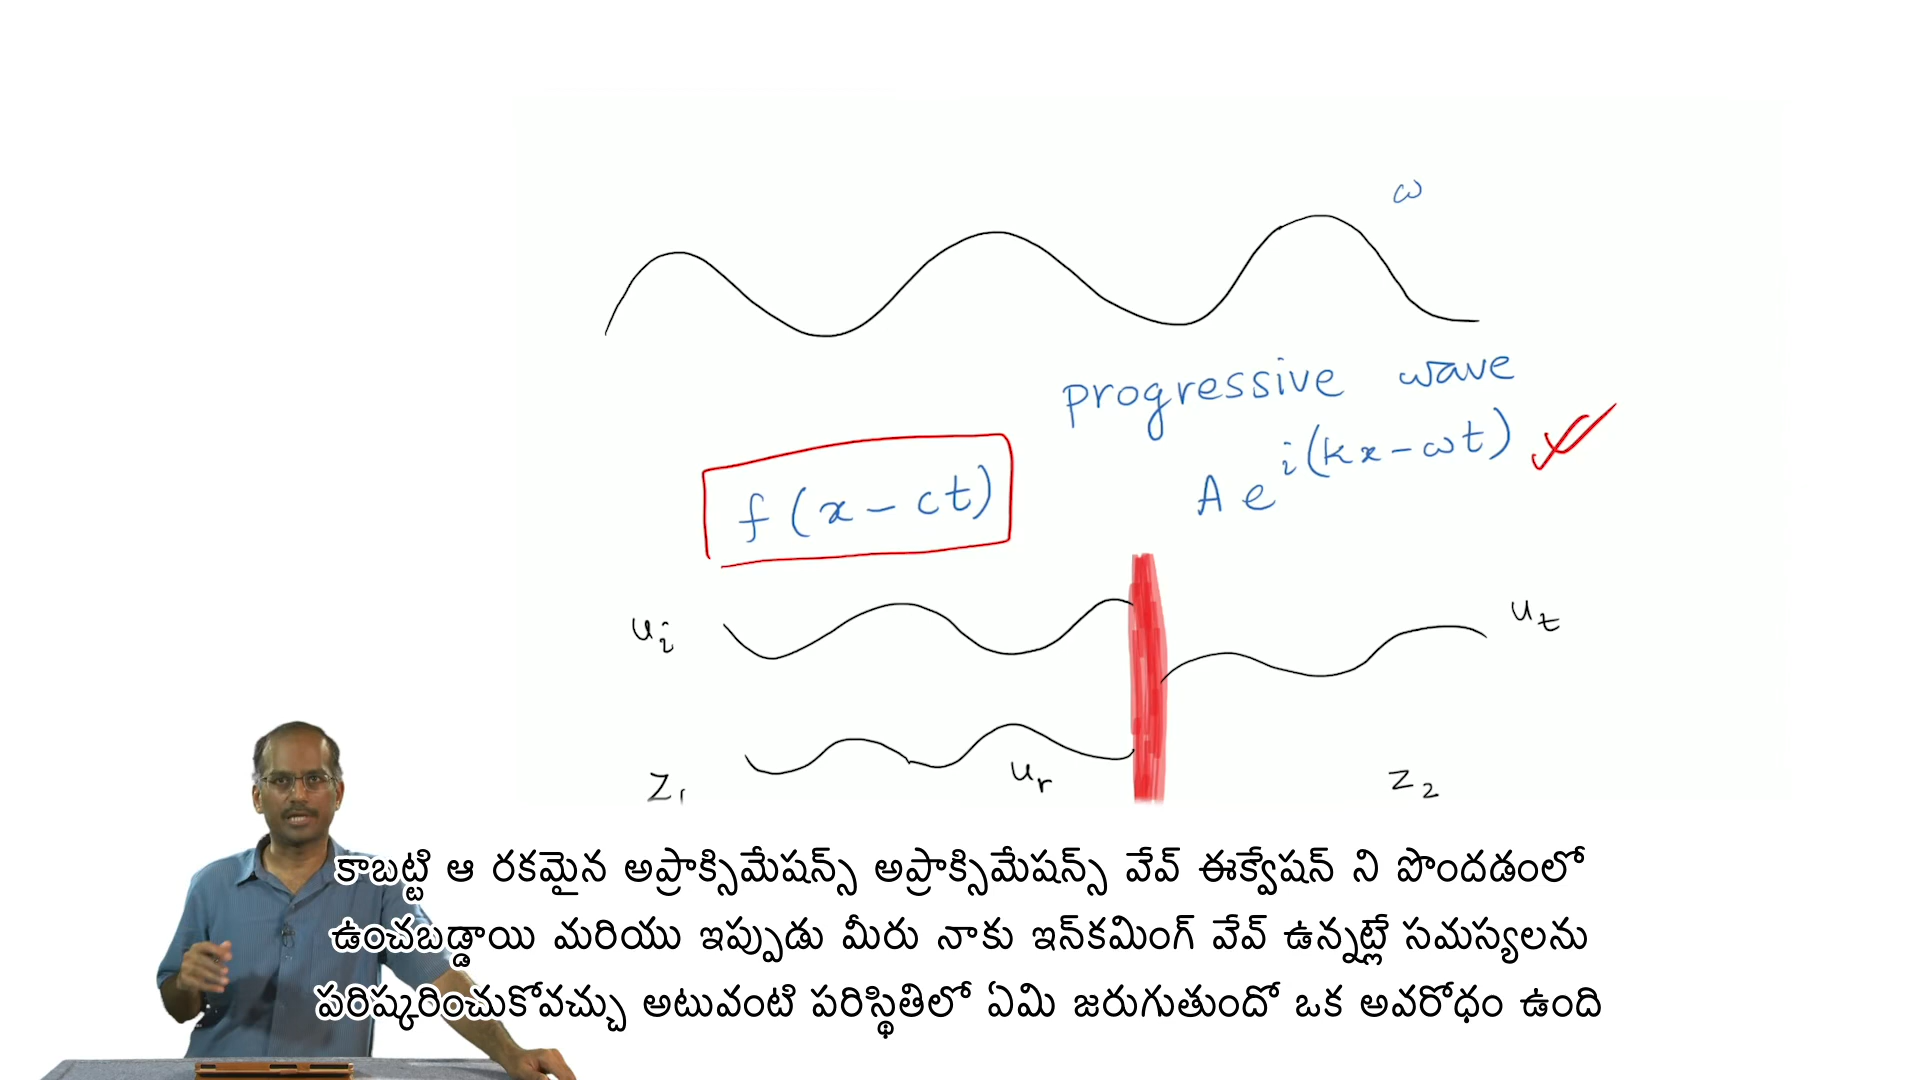 ω
progressive wave
A e^{i(kx-ωt)}
f(x-ct)
u_i
u_t
u_r
Z_1
Z_2
కాబట్టి ఆ రకమైన అప్రాక్సిమేషన్స్ అప్రాక్సిమేషన్స్ వేవ్ ఈక్వేషన్ ని పొందడంలో
ఉంచబడ్డాయి మరియు ఇప్పుడు మీరు నాకు ఇన్‌కమింగ్ వేవ్ ఉన్నట్లే సమస్యలను
పరిష్కరించుకోవచ్చు అటువంటి పరిస్థితిలో ఏమి జరుగుతుందో ఒక అవరోధం ఉంది